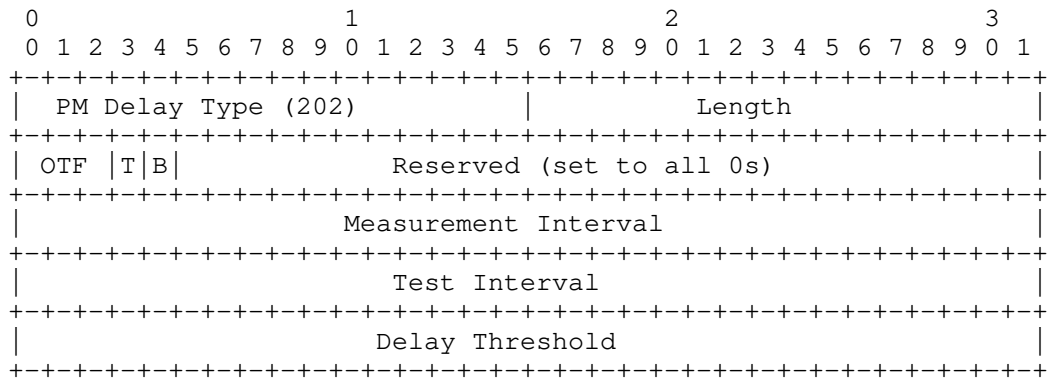 0                   1                   2                   3
 0 1 2 3 4 5 6 7 8 9 0 1 2 3 4 5 6 7 8 9 0 1 2 3 4 5 6 7 8 9 0 1
+-+-+-+-+-+-+-+-+-+-+-+-+-+-+-+-+-+-+-+-+-+-+-+-+-+-+-+-+-+-+-+-+
|  PM Delay Type (202)          |          Length               |
+-+-+-+-+-+-+-+-+-+-+-+-+-+-+-+-+-+-+-+-+-+-+-+-+-+-+-+-+-+-+-+-+
| OTF |T|B|             Reserved (set to all 0s)                |
+-+-+-+-+-+-+-+-+-+-+-+-+-+-+-+-+-+-+-+-+-+-+-+-+-+-+-+-+-+-+-+-+
|                    Measurement Interval                       |
+-+-+-+-+-+-+-+-+-+-+-+-+-+-+-+-+-+-+-+-+-+-+-+-+-+-+-+-+-+-+-+-+
|                       Test Interval                           |
+-+-+-+-+-+-+-+-+-+-+-+-+-+-+-+-+-+-+-+-+-+-+-+-+-+-+-+-+-+-+-+-+
|                      Delay Threshold                          |
+-+-+-+-+-+-+-+-+-+-+-+-+-+-+-+-+-+-+-+-+-+-+-+-+-+-+-+-+-+-+-+-+